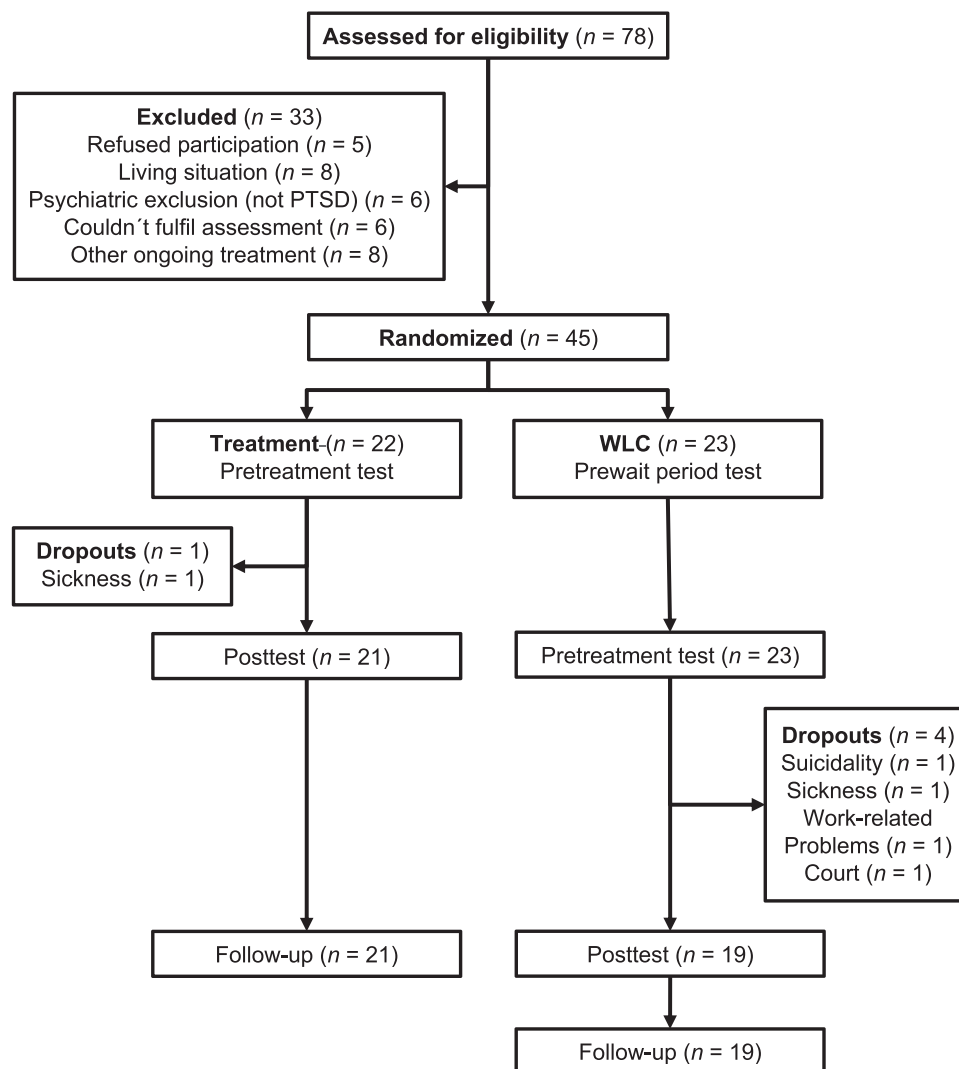 Assessed for eligibility (n = 78)
Excluded (n = 33)
Refused participation (n = 5)
Living situation (n = 8)
Psychiatric exclusion (not PTSD) (n = 6)
Couldn´t fulfil assessment (n = 6)
Other ongoing treatment (n = 8)
Randomized (n = 45)
Treatment-(n = 22)
Pretreatment test
WLC (n = 23)
Prewait period test
Dropouts (n = 1)
Sickness (n = 1)
Posttest (n = 21)
Pretreatment test (n = 23)
Dropouts (n = 4)
Suicidality (n = 1)
Sickness (n = 1)
Work-related
Problems (n = 1)
Court (n = 1)
Follow-up (n = 21)
Posttest (n = 19)
Follow-up (n = 19)